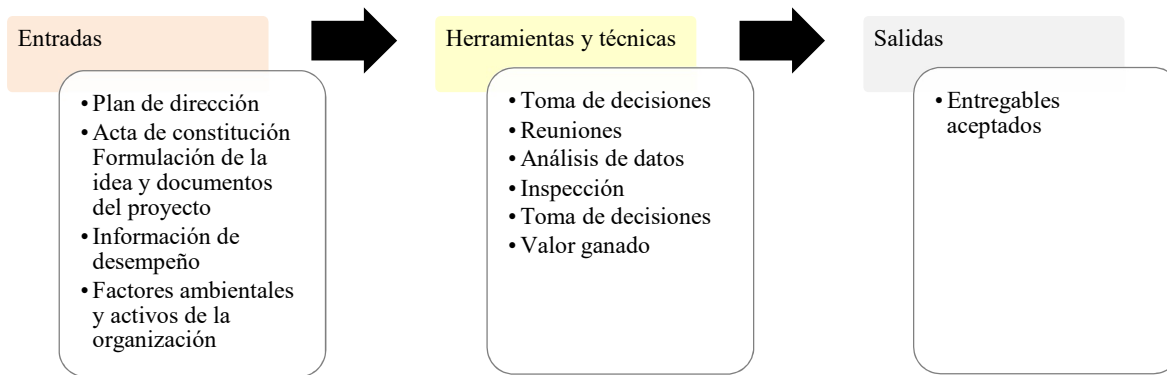 Entradas
• Plan de dirección
• Acta de constitución
Formulación de la
idea y documentos
del proyecto
• Información de
desempeño
• Factores ambientales
y activos de la
organización
Herramientas y técnicas
• Toma de decisiones
• Reuniones
• Análisis de datos
• Inspección
• Toma de decisiones
• Valor ganado
Salidas
• Entregables
aceptados